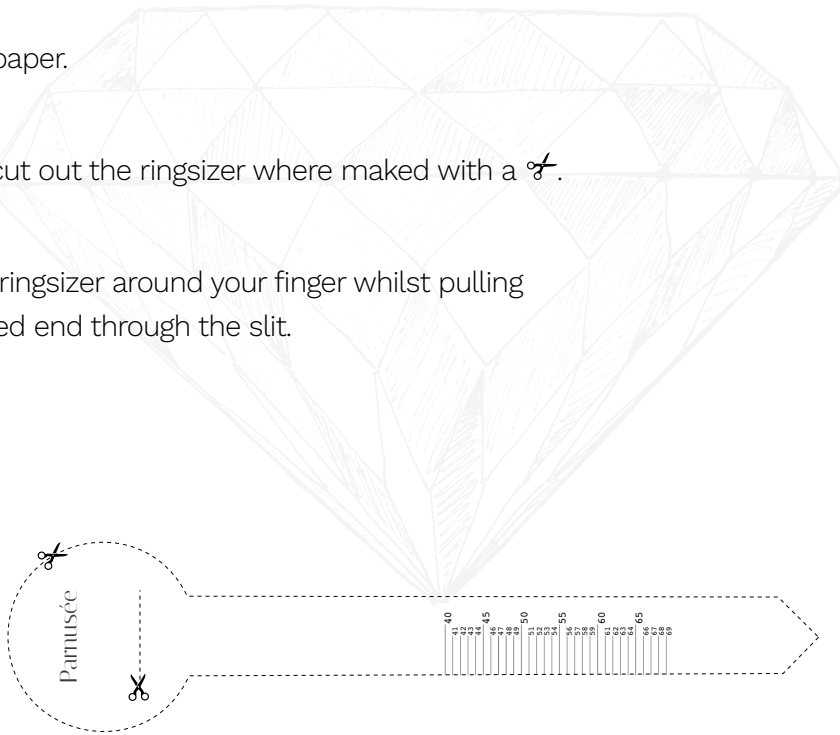 paper.
cut out the ringsizer where maked with a ✂.
ringsizer around your finger whilst pulling
ed end through the slit.
Parnusée
40 41 42 43 44 45 46 47 48 49 50 51 52 53 54 55 56 57 58 59 60 61 62 63 64 65 66 67 68 69